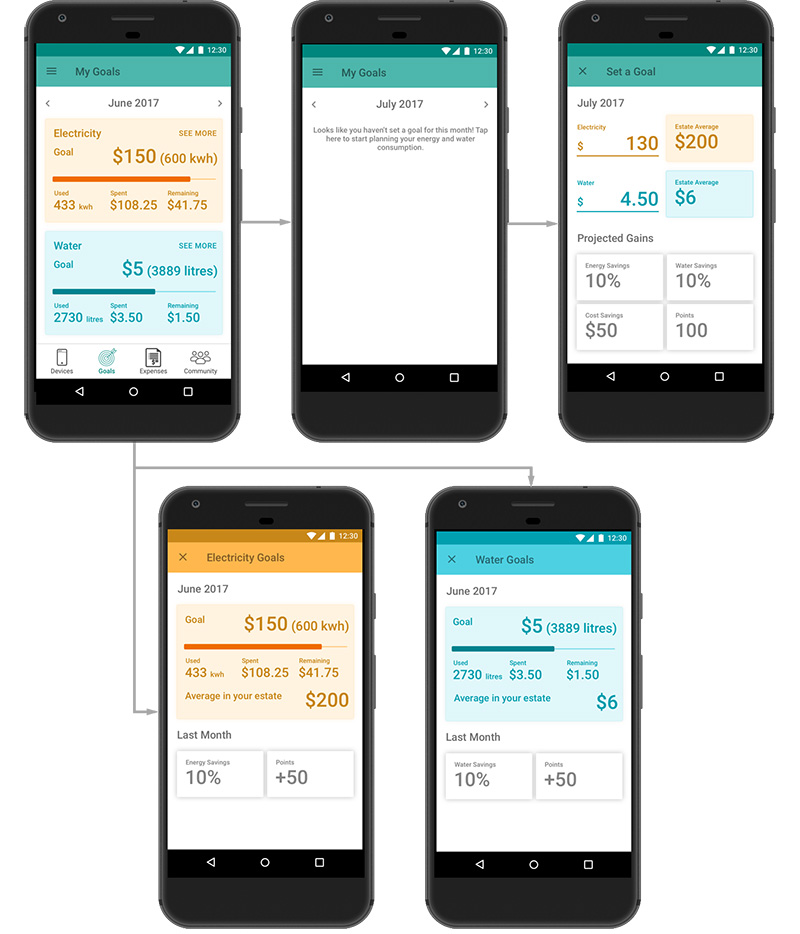 12:30
My Goals
June 2017
Electricity SEE MORE
Goal $150 (600 kwh)
Used Spent Remaining
433 kwh $108.25 $41.75
Water SEE MORE
Goal $5 (3889 litres)
Used Spent Remaining
2730 litres $3.50 $1.50
Devices Goals Expenses Community
12:30
My Goals
July 2017
Looks like you haven't set a goal for this month! Tap
here to start planning your energy and water
consumption.
12:30
Set a Goal
July 2017
Electricity
$ 130
Estate Average
$200
Water
$ 4.50
Estate Average
$6
Projected Gains
Energy Savings
10%
Water Savings
10%
Cost Savings
$50
Points
100
12:30
Electricity Goals
June 2017
Goal $150 (600 kwh)
Used Spent Remaining
433 kwh $108.25 $41.75
Average in your estate $200
Last Month
Energy Savings
10%
Points
+50
12:30
Water Goals
June 2017
Goal $5 (3889 litres)
Used Spent Remaining
2730 litres $3.50 $1.50
Average in your estate $6
Last Month
Water Savings
10%
Points
+50